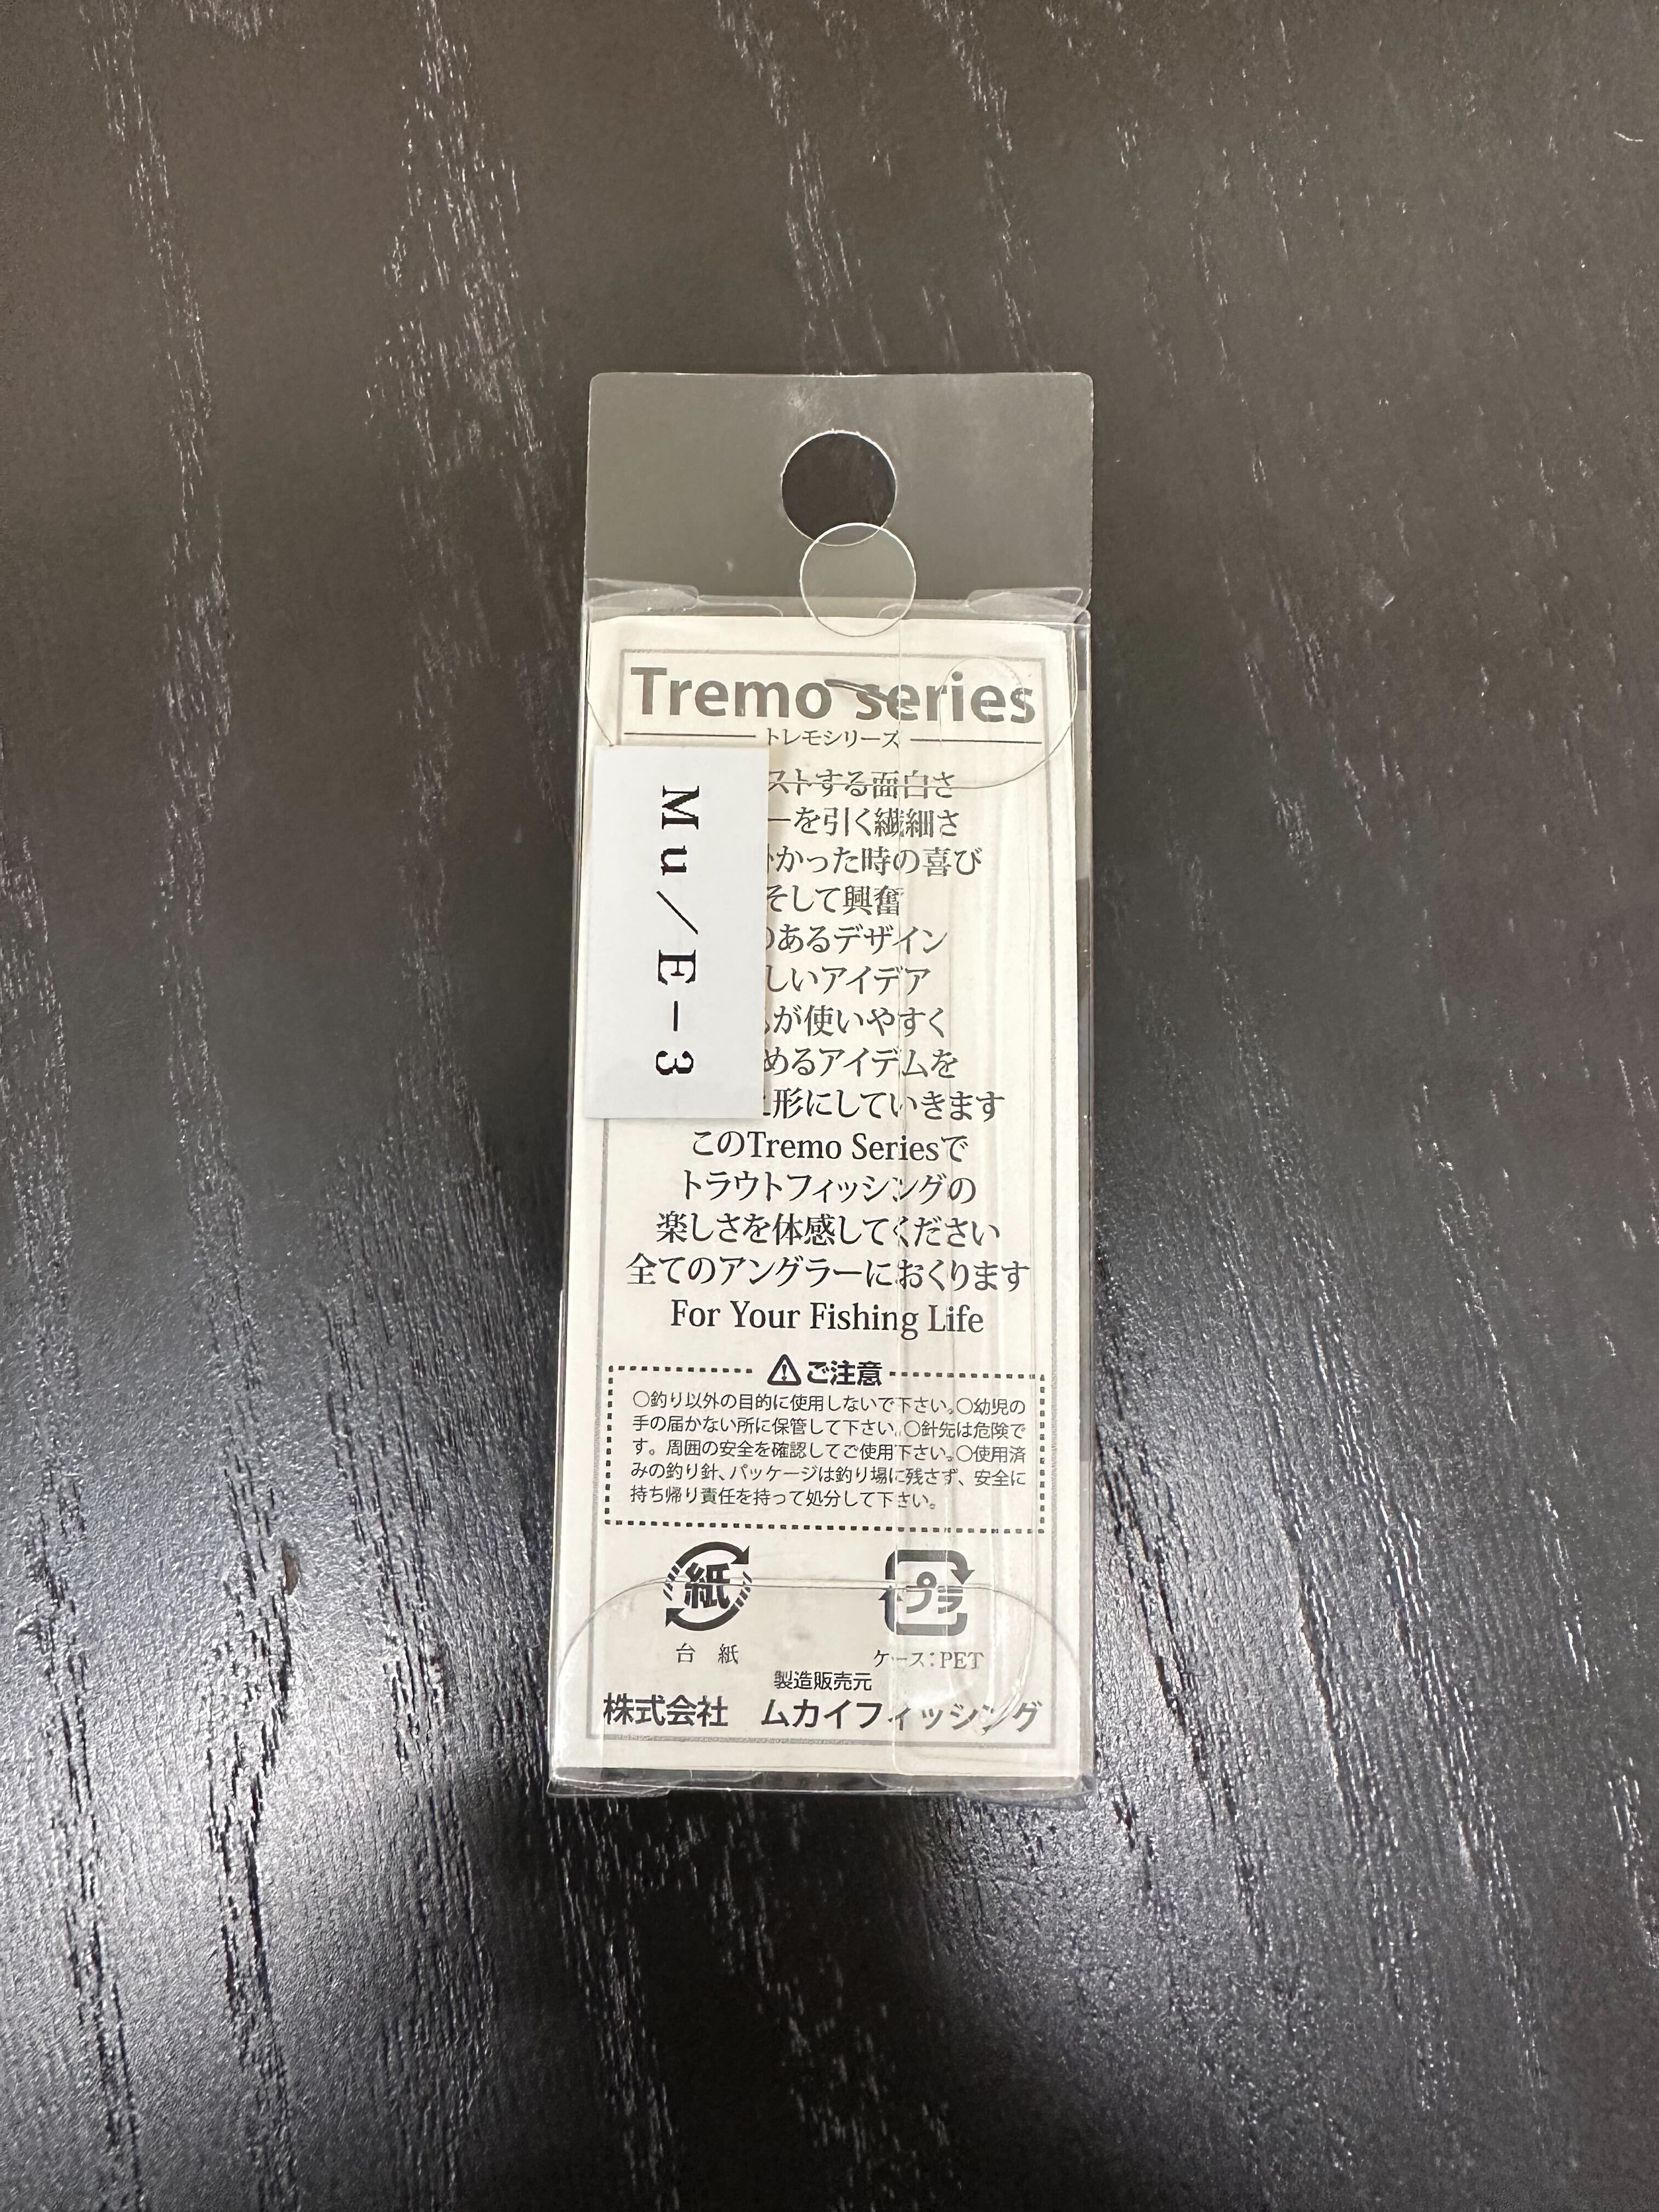 Tremo series
トレモシリーズ
Mu/E-3
ストする面白さ
ーを引く繊細さ
かった時の喜び
そして興奮
のあるデザイン
しいアイデア
が使いやすく
めるアイデムを
形にしていきます
このTremo Seriesで
トラウトフィッシングの
楽しさを体感してください
全てのアングラーにおくります
For Your Fishing Life
ご注意
○釣り以外の目的に使用しないで下さい。○幼児の
手の届かない所に保管して下さい。○針先は危険で
す。周囲の安全を確認してご使用下さい。○使用済
みの釣り針、パッケージは釣り場に残さず、安全に
持ち帰り責任を持って処分して下さい。
紙 プラ
台 紙 ケース:PET
製造販売元
株式会社 ムカイフィッシング